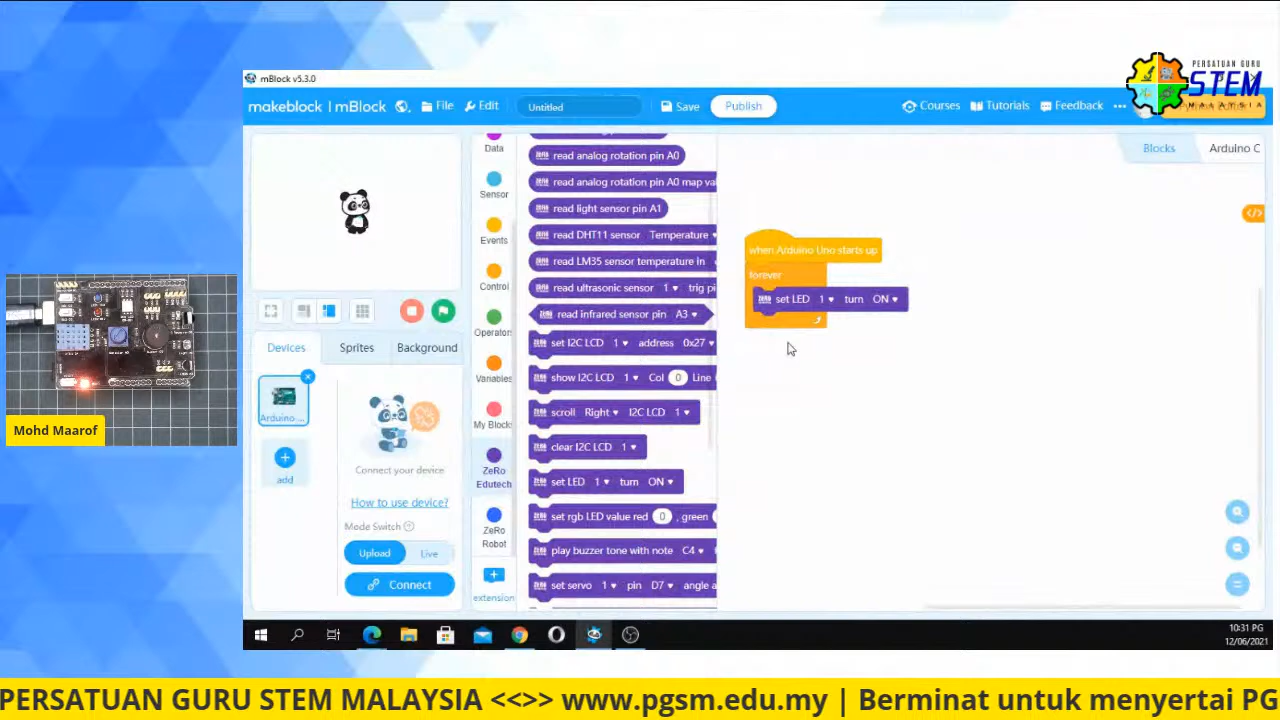 PERSATUAN GURU
STEM
MALAYSIA
mBlock v5.3.0
makeblock | mBlock
File
Edit
Untitled
Save
Publish
Courses
Tutorials
Feedback
Blocks
Arduino C
Data
Sensor
Events
Control
Operators
Variables
My Blocks
ZeRo
Edutech
ZeRo
Robot
extension
read analog rotation pin A0
read analog rotation pin A0 map va
read light sensor pin A1
read DHT11 sensor Temperature
read LM35 sensor temperature in
read ultrasonic sensor 1 trig pi
read infrared sensor pin A3
set I2C LCD 1 address 0x27
show I2C LCD 1 Col 0 Line
scroll Right I2C LCD 1
clear I2C LCD 1
set LED 1 turn ON
set rgb LED value red 0 , green
play buzzer tone with note C4
set servo 1 pin D7 angle a
when Arduino Uno starts up
forever
set LED 1 turn ON
Devices
Sprites
Background
Arduino ...
add
Connect your device
How to use device?
Mode Switch
Upload
Live
Connect
Mohd Maarof
10:31 PG
12/06/2021
PERSATUAN GURU STEM MALAYSIA <<>> www.pgsm.edu.my | Berminat untuk menyertai PG